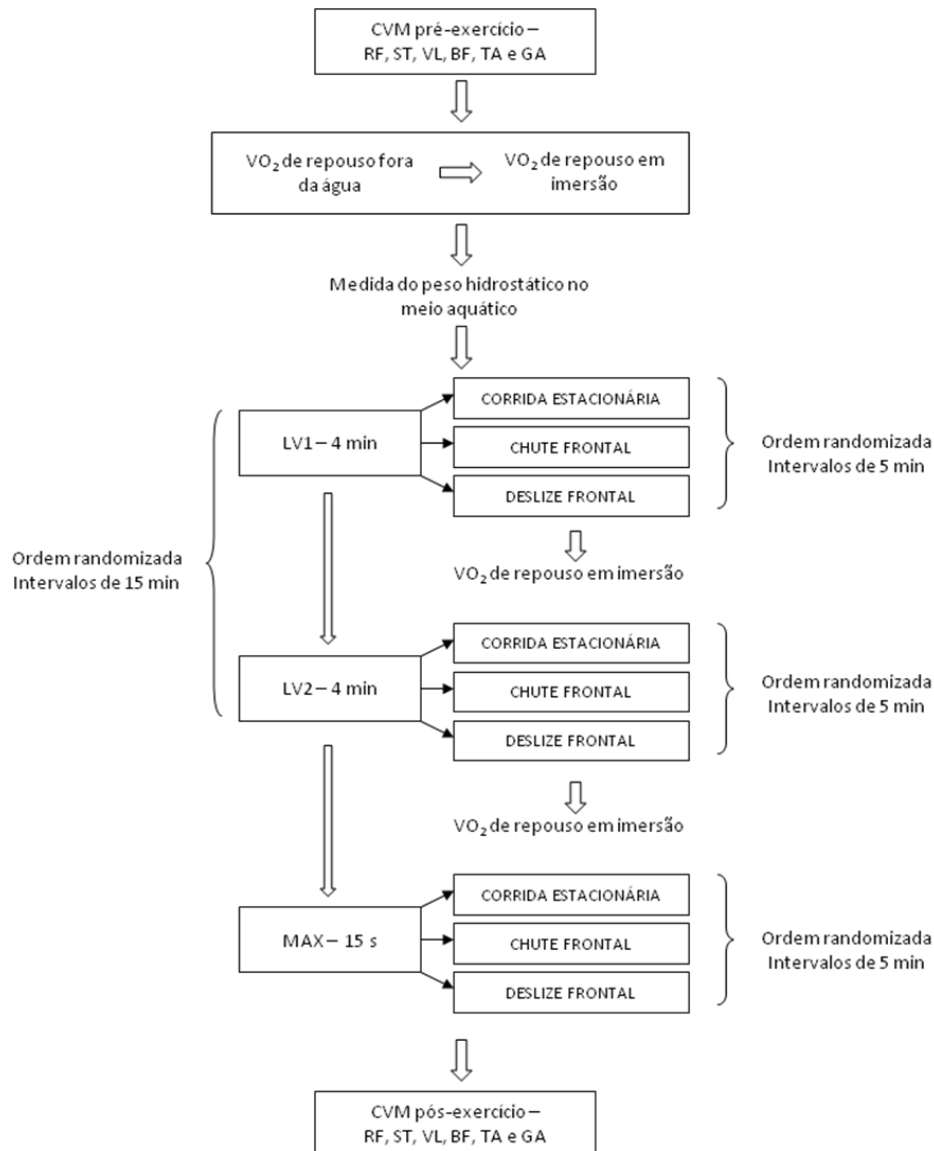 CVM pré-exercício –
RF, ST, VL, BF, TA e GA
VO₂ de repouso fora
da água
VO₂ de repouso em
imersão
Medida do peso hidrostático no
meio aquático
Ordem randomizada
Intervalos de 15 min
LV1 – 4 min
CORRIDA ESTACIONÁRIA
CHUTE FRONTAL
DESLIZE FRONTAL
Ordem randomizada
Intervalos de 5 min
VO₂ de repouso em imersão
LV2 – 4 min
CORRIDA ESTACIONÁRIA
CHUTE FRONTAL
DESLIZE FRONTAL
Ordem randomizada
Intervalos de 5 min
VO₂ de repouso em imersão
MAX – 15 s
CORRIDA ESTACIONÁRIA
CHUTE FRONTAL
DESLIZE FRONTAL
Ordem randomizada
Intervalos de 5 min
CVM pós-exercício –
RF, ST, VL, BF, TA e GA